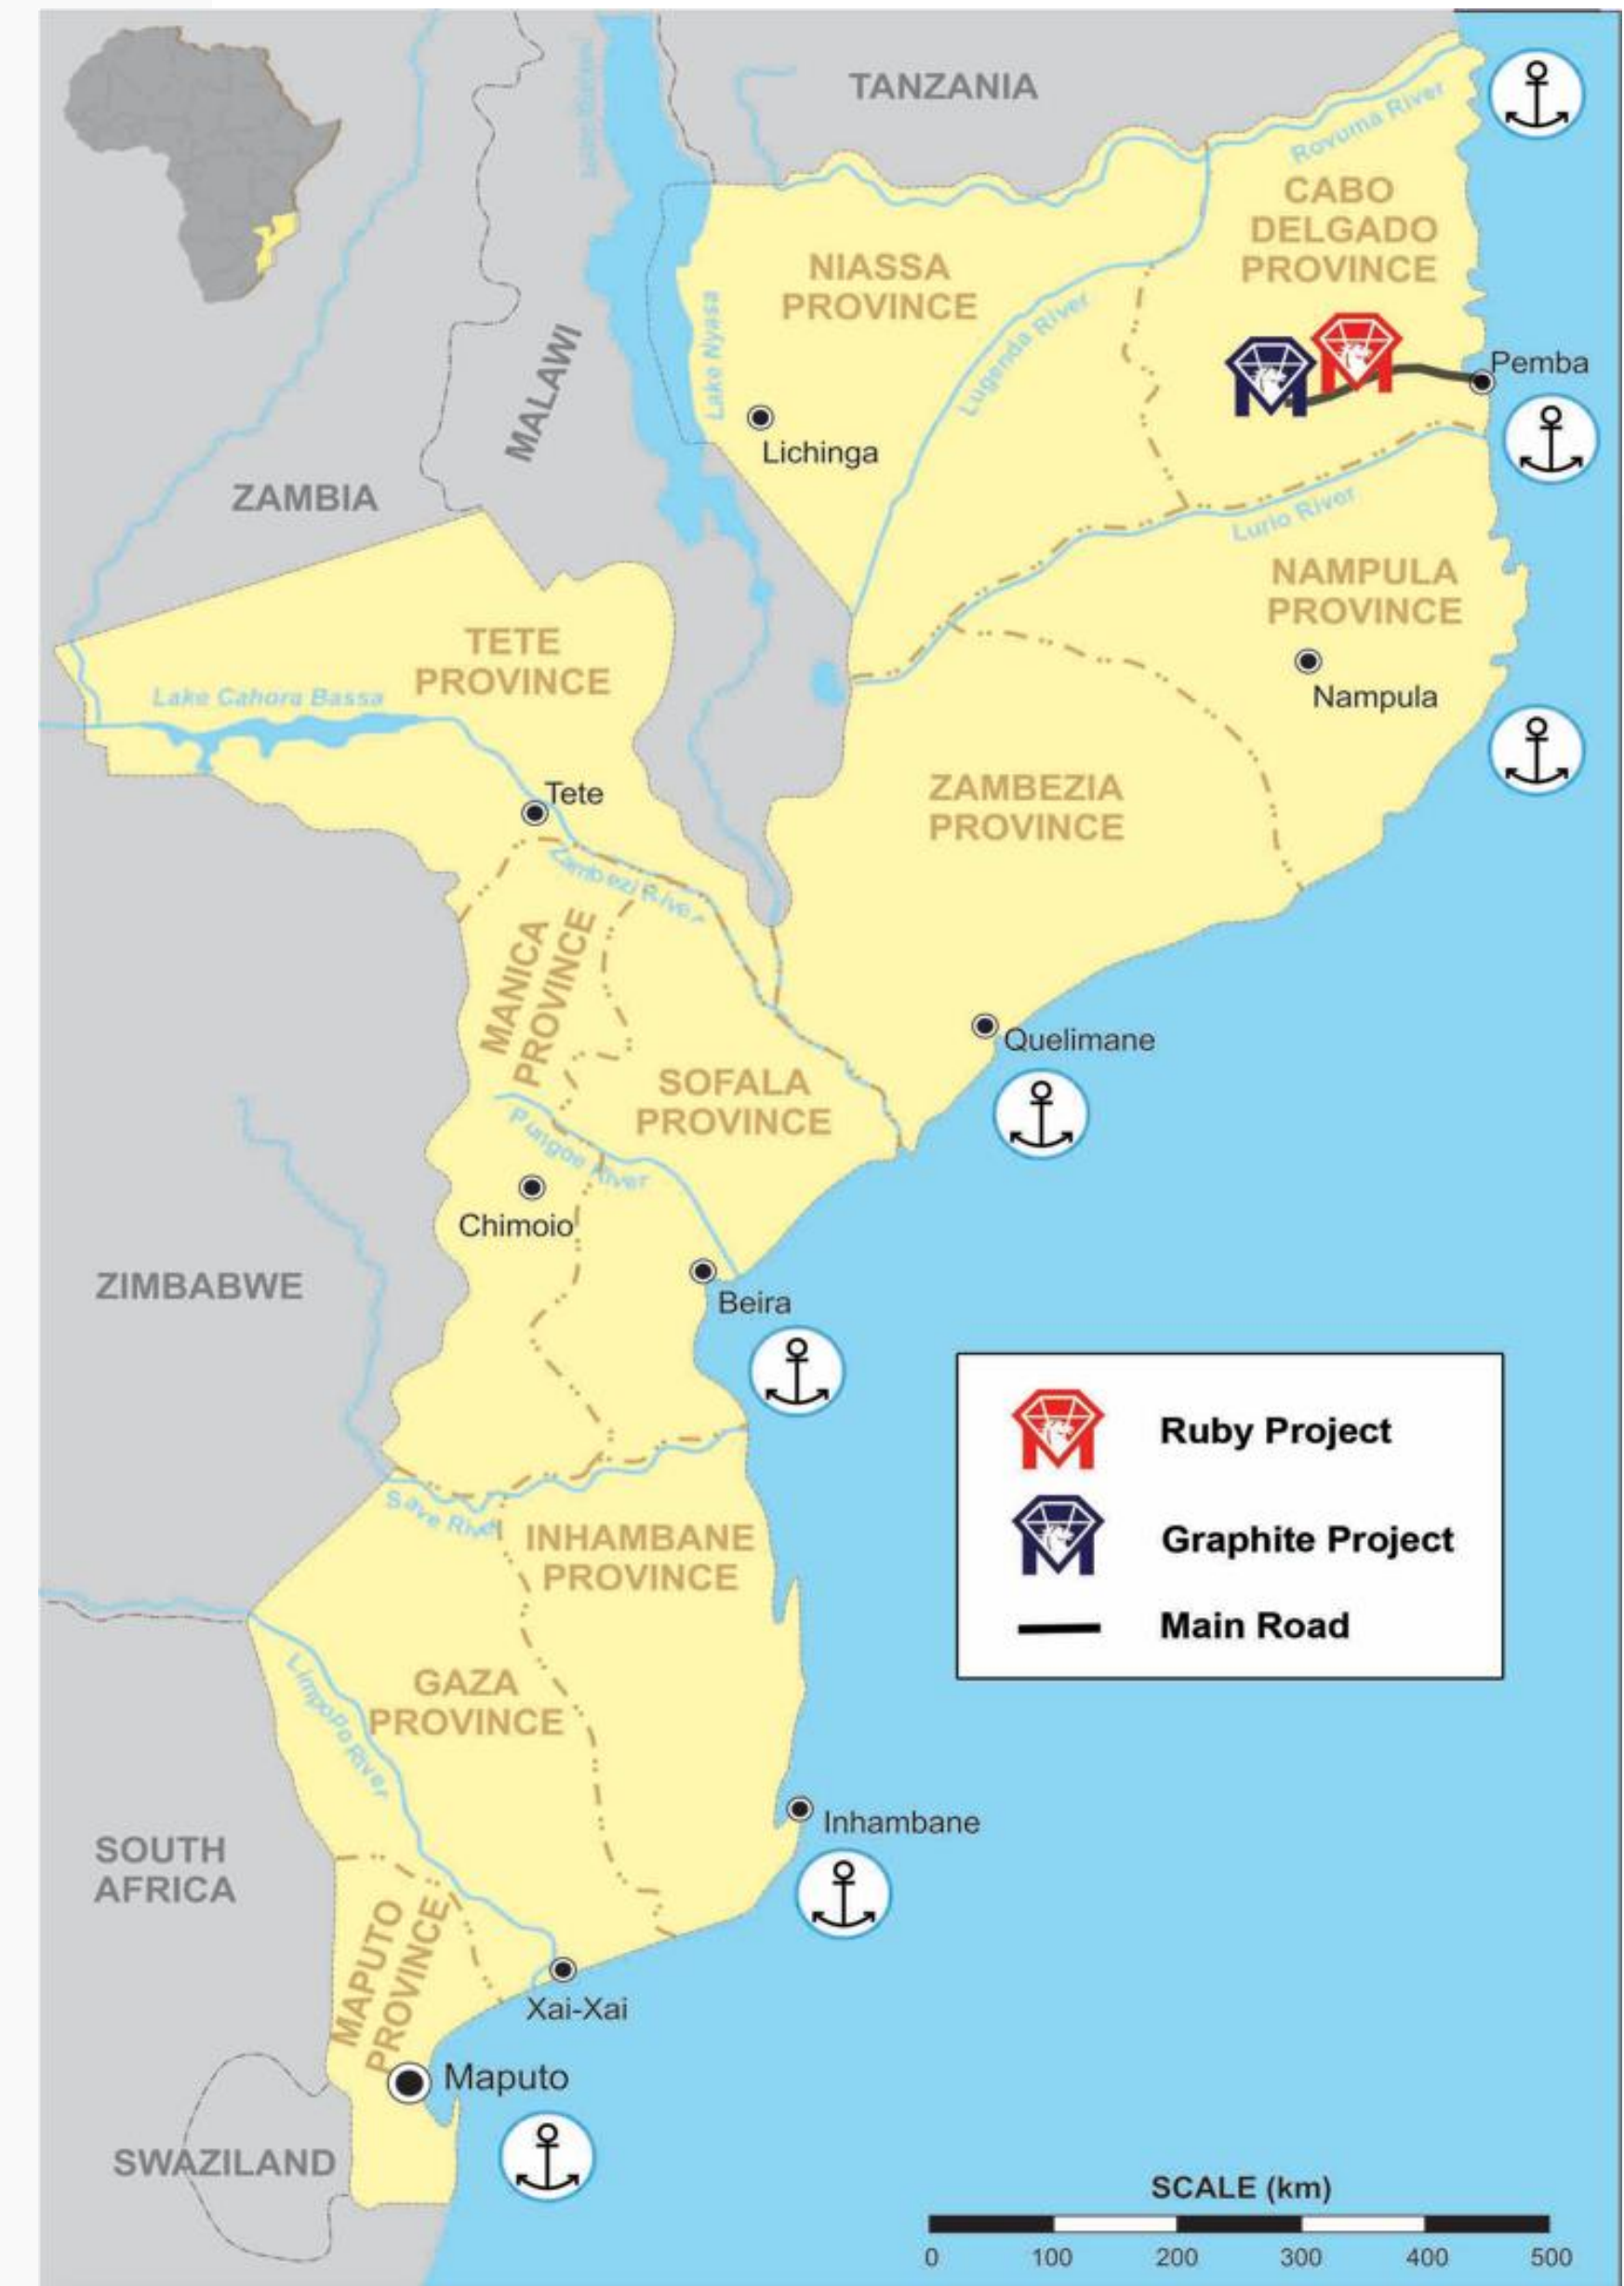 TANZANIA
Rovuma River
CABO
DELGADO
PROVINCE
NIASSA
PROVINCE
Lugenda River
Lake Nyasa
MALAWI
Pemba
Lichinga
ZAMBIA
Lurio River
NAMPULA
PROVINCE
Nampula
TETE
PROVINCE
Lake Cahora Bassa
Tete
ZAMBEZIA
PROVINCE
Zambezi River
MANICA
PROVINCE
Quelimane
SOFALA
PROVINCE
Pungoe River
Chimoio
ZIMBABWE
Beira
Ruby Project
Graphite Project
Main Road
Save River
INHAMBANE
PROVINCE
GAZA
PROVINCE
LimpoPo River
Inhambane
SOUTH
AFRICA
MAPUTO
PROVINCE
Xai-Xai
Maputo
SWAZILAND
SCALE (km)
0 100 200 300 400 500